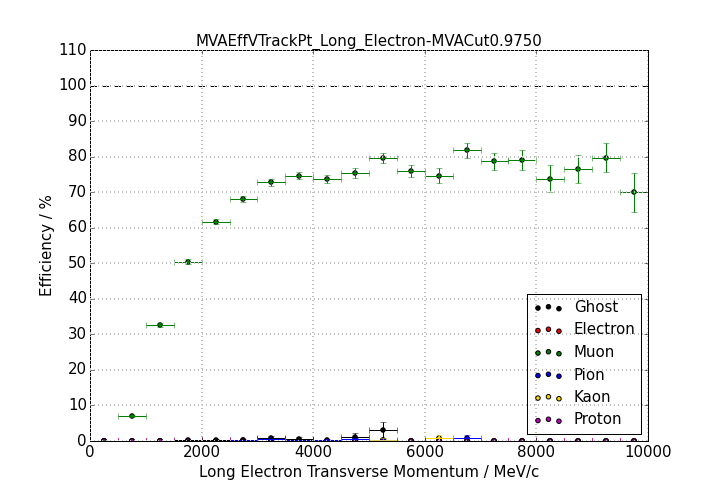 MVAEffVTrackPt_Long_Electron-MVACut0.9750
110
100
90
80
70
60
50
40
30
20
10
0
Efficiency / %
Ghost
Electron
Muon
Pion
Kaon
Proton
0 2000 4000 6000 8000 10000
Long Electron Transverse Momentum / MeV/c